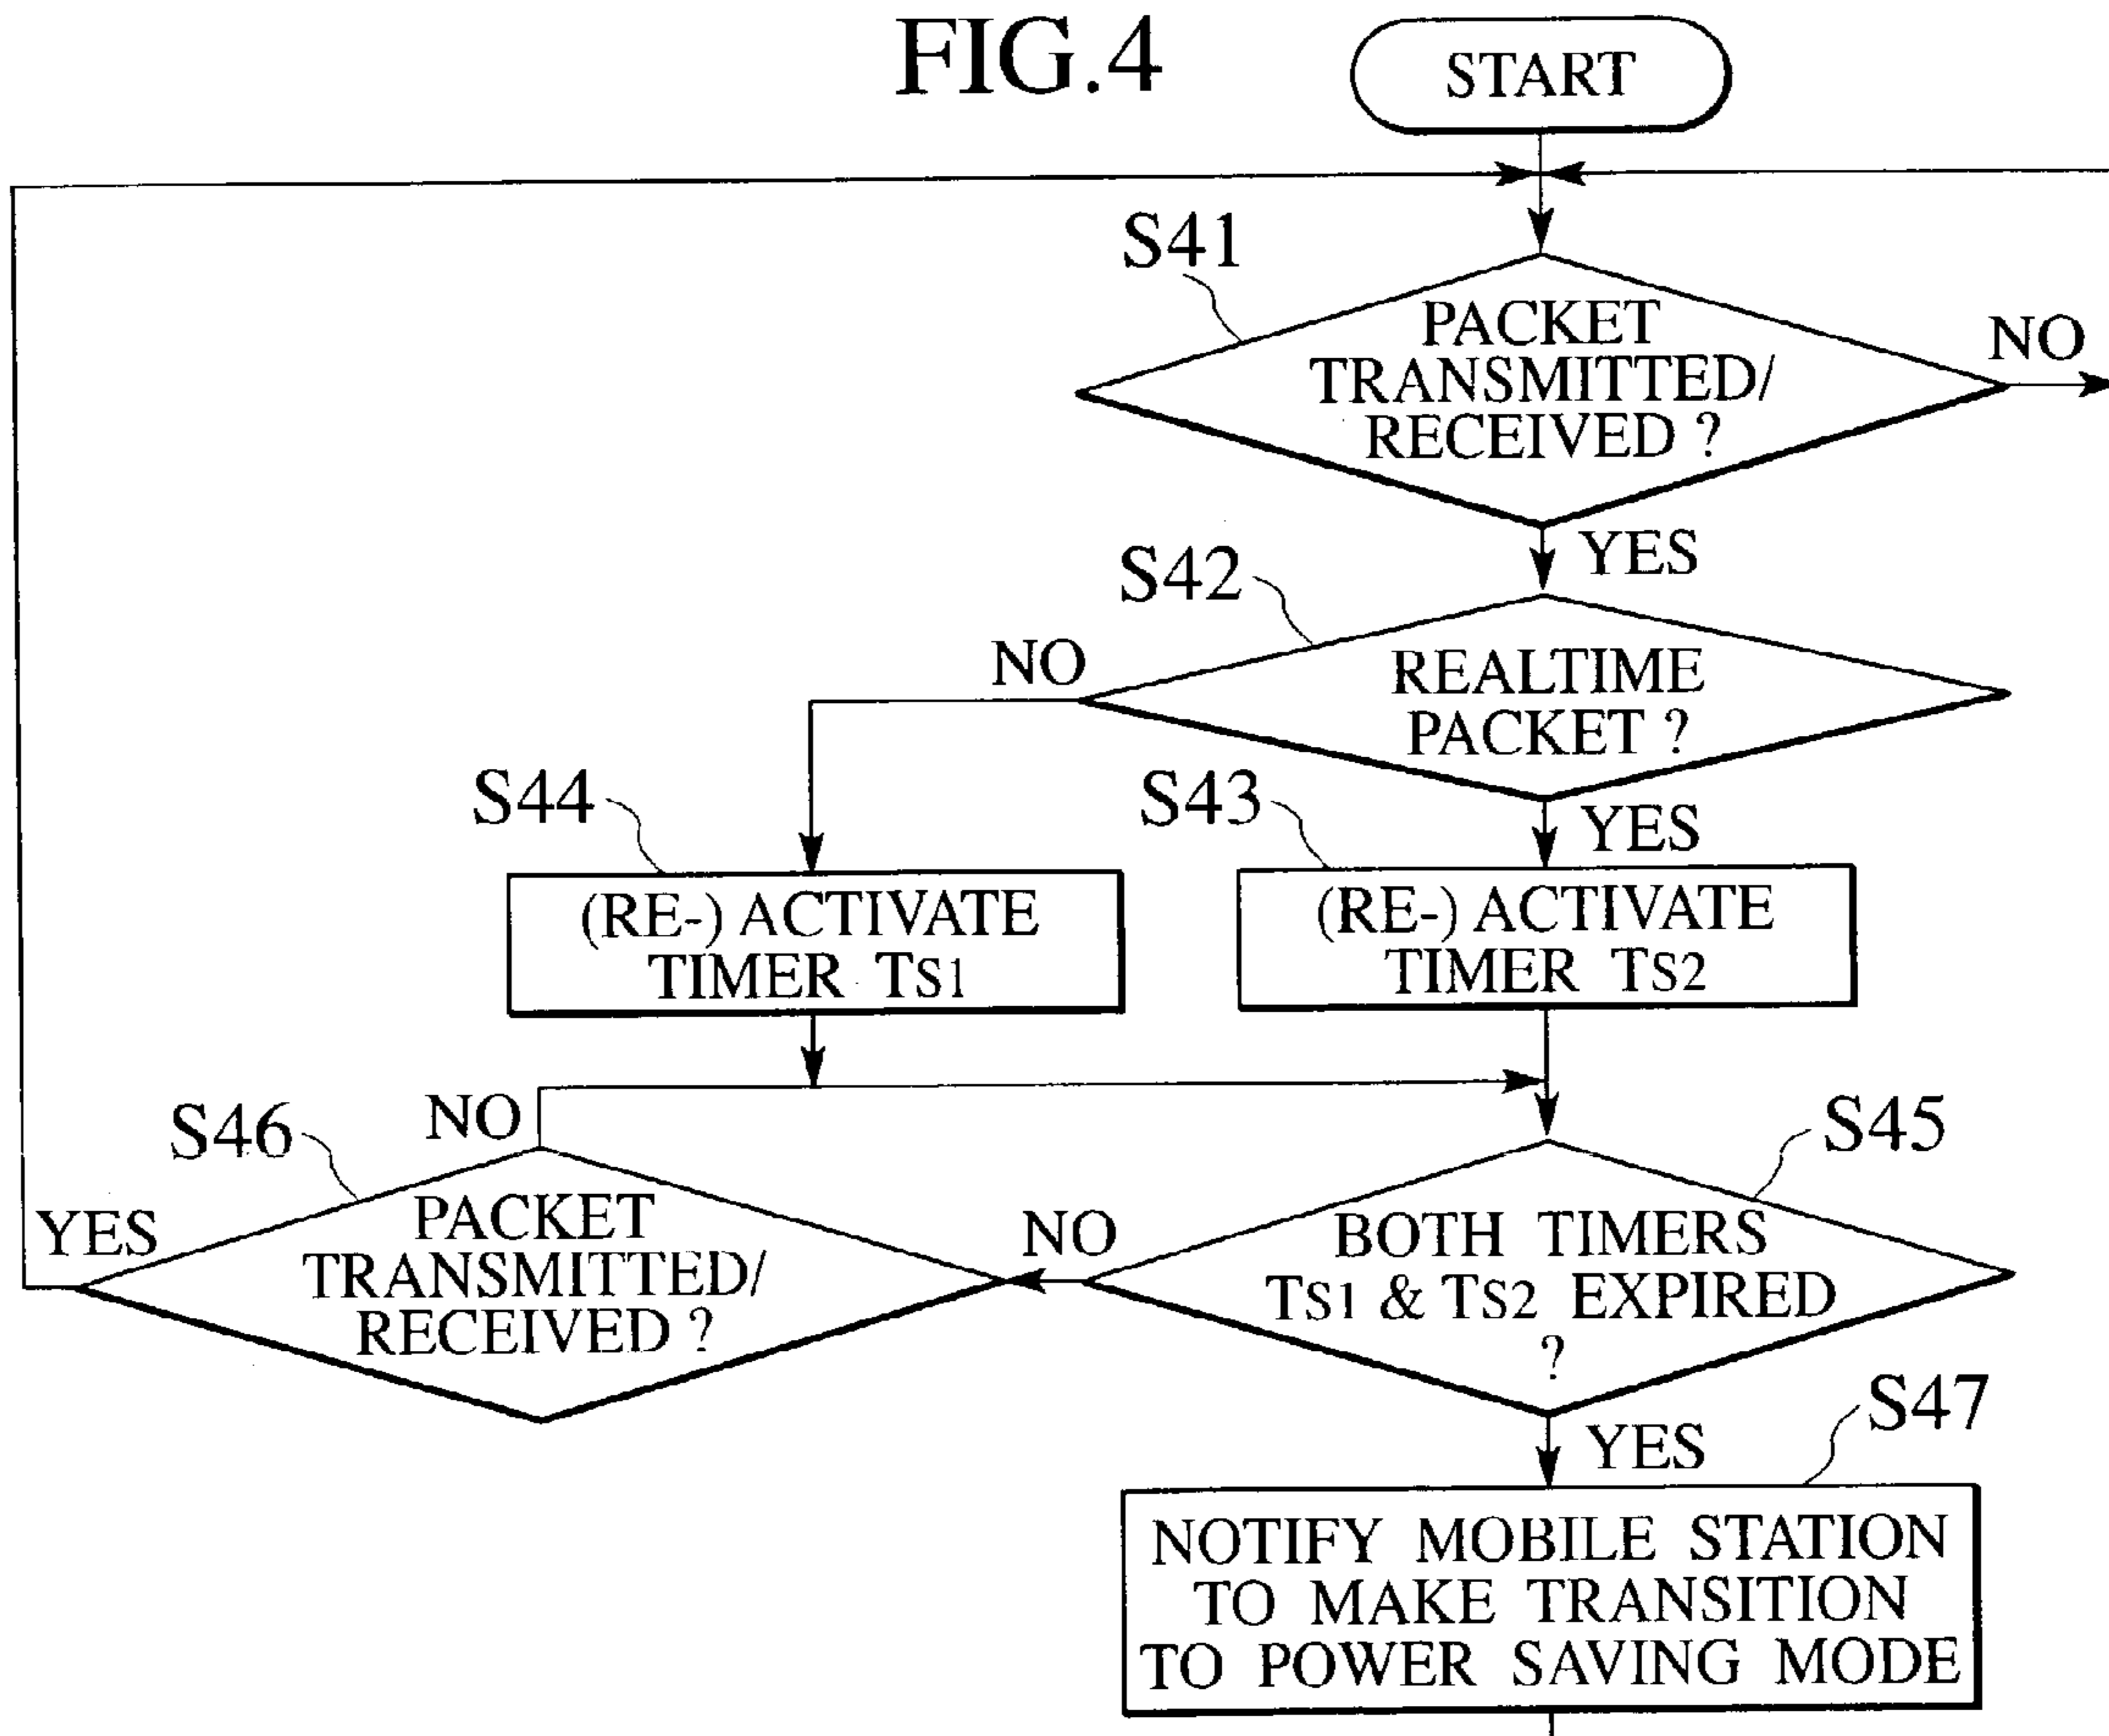 FIG.4
START
S41
PACKET
TRANSMITTED/
RECEIVED ?
NO
YES
S42
REALTIME
PACKET ?
NO
YES
S44
(RE-) ACTIVATE
TIMER TS1
S43
(RE-) ACTIVATE
TIMER TS2
S46
NO
YES
PACKET
TRANSMITTED/
RECEIVED ?
NO
S45
BOTH TIMERS
TS1 & TS2 EXPIRED
?
YES
S47
NOTIFY MOBILE STATION
TO MAKE TRANSITION
TO POWER SAVING MODE